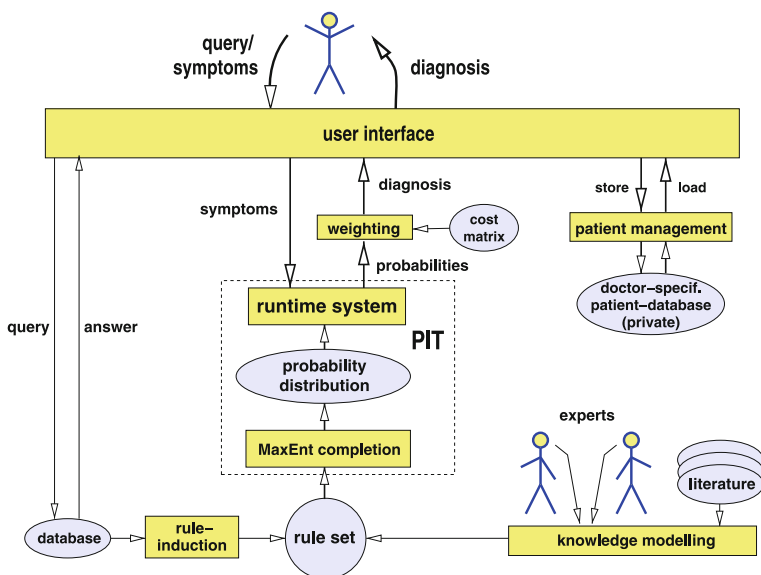 query/
symptoms
diagnosis
user interface
diagnosis
store
load
symptoms
weighting
cost
matrix
patient management
probabilities
doctor–specif.
patient–database
(private)
runtime system
query
answer
PIT
probability
distribution
experts
MaxEnt completion
literature
database
rule–
induction
rule set
knowledge modelling